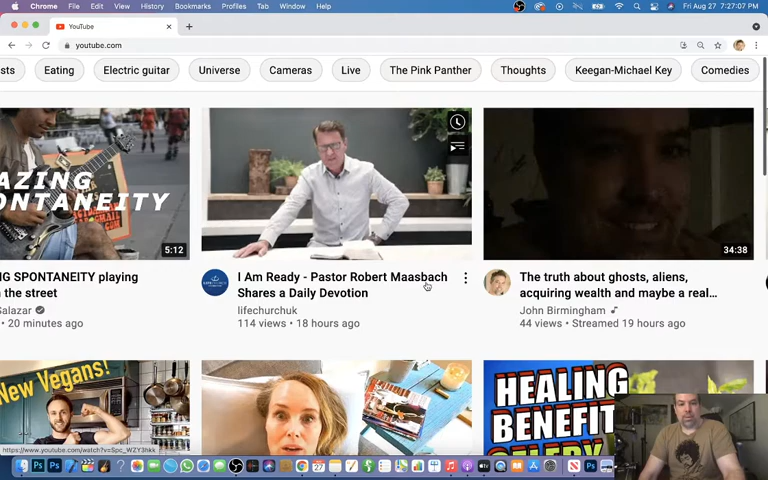 Chrome File Edit View History Bookmarks Profiles Tab Window Help Fri Aug 27 7:27:07 PM
YouTube
youtube.com
sts Eating Electric guitar Universe Cameras Live The Pink Panther Thoughts Keegan-Michael Key Comedies
AZING
ONTANEITY
5:12
34:38
NG SPONTANEITY playing
the street
Salazar
20 minutes ago
I Am Ready - Pastor Robert Maasbach
Shares a Daily Devotion
lifechurchuk
114 views • 18 hours ago
The truth about ghosts, aliens,
acquiring wealth and maybe a real...
John Birmingham
44 views • Streamed 19 hours ago
New Vegans!
HEALING
BENEFIT
https://www.youtube.com/watch?v=Spc_WZY3hkk